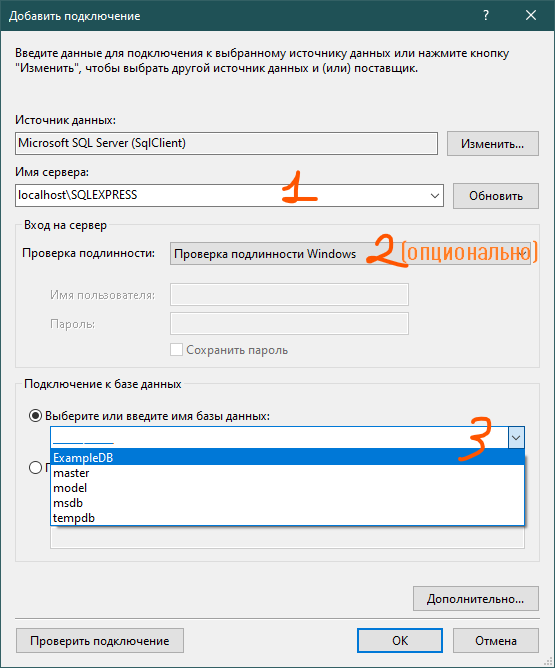 Добавить подключение
?
Введите данные для подключения к выбранному источнику данных или нажмите кнопку
"Изменить", чтобы выбрать другой источник данных и (или) поставщик.
Источник данных:
Microsoft SQL Server (SqlClient)
Изменить...
Имя сервера:
localhost\SQLEXPRESS
1
Обновить
Вход на сервер
Проверка подлинности:
Проверка подлинности Windows
2 (опционально)
Имя пользователя:
Пароль:
Сохранить пароль
Подключение к базе данных
Выберите или введите имя базы данных:
3
ExampleDB
master
model
msdb
tempdb
Дополнительно...
Проверить подключение
ОК
Отмена